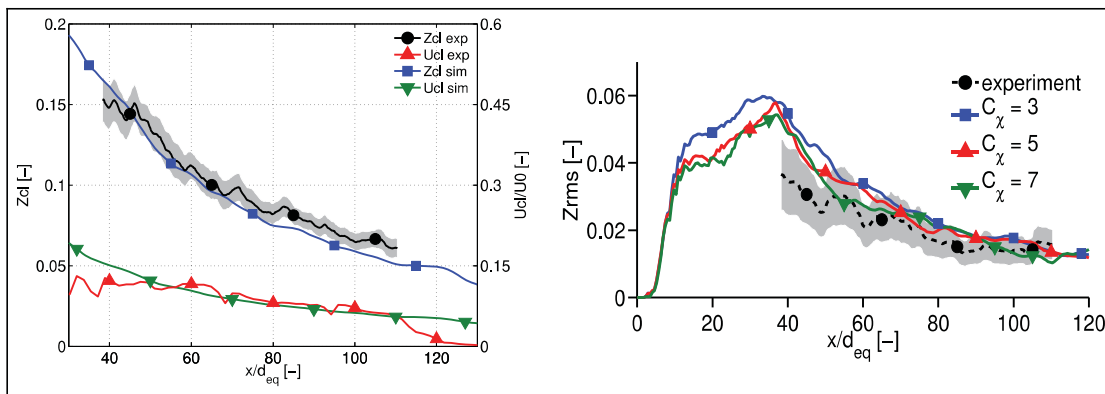 0.2
0.15
0.1
0.05
0
Zcl [-]
40
60
80
100
120
x/d_eq [-]
0.6
0.45
0.3
0.15
0
Ucl/U0 [-]
Zcl exp
Ucl exp
Zcl sim
Ucl sim
0.06
0.04
0.02
0.00
Zrms [-]
0
20
40
60
80
100
120
x/d_eq [-]
experiment
C_χ = 3
C_χ = 5
C_χ = 7